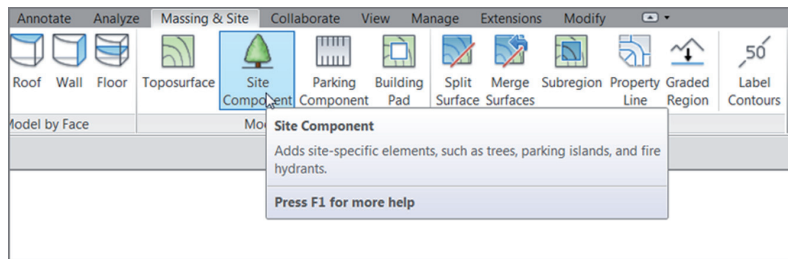 Annotate Analyze Massing & Site Collaborate View Manage Extensions Modify
50
Roof Wall Floor Toposurface Site Parking Building Split Merge Subregion Property Graded Label
Component Component Pad Surface Surfaces Line Region Contours
Model by Face
Site Component
Adds site-specific elements, such as trees, parking islands, and fire
hydrants.
Press F1 for more help